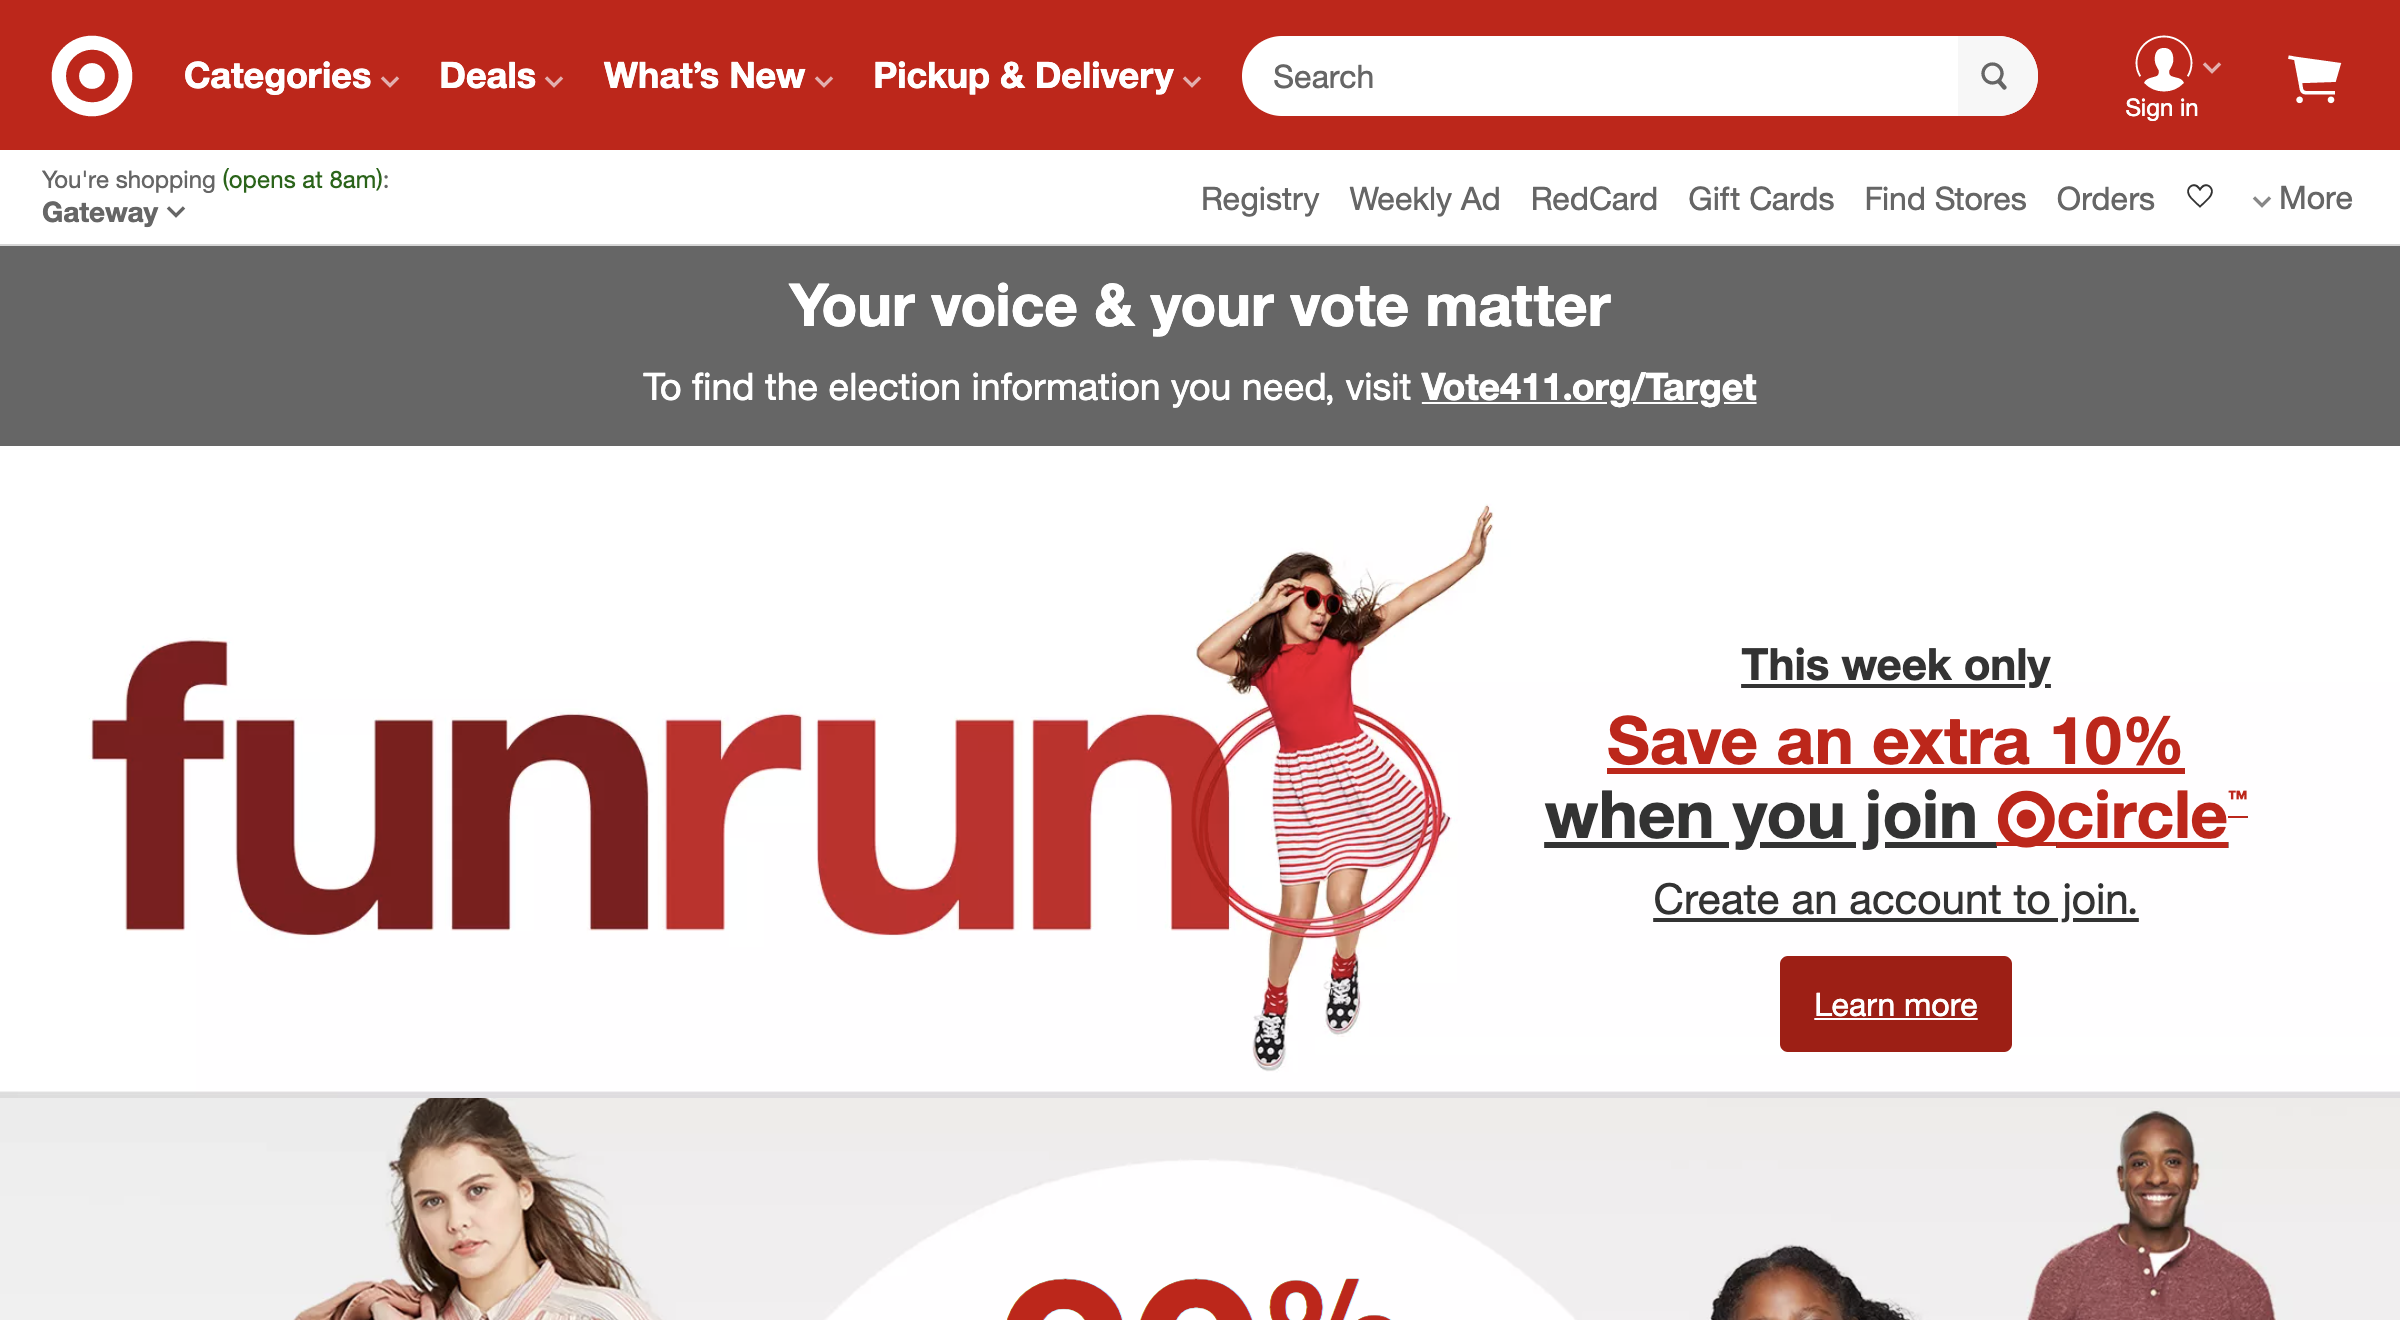 Categories
Deals
What's New
Pickup & Delivery
Search
Sign in
You're shopping (opens at 8am):
Gateway
Registry
Weekly Ad
RedCard
Gift Cards
Find Stores
Orders
More
Your voice & your vote matter
To find the election information you need, visit Vote411.org/Target
funrun
This week only
Save an extra 10%
when you join circle™
Create an account to join.
Learn more